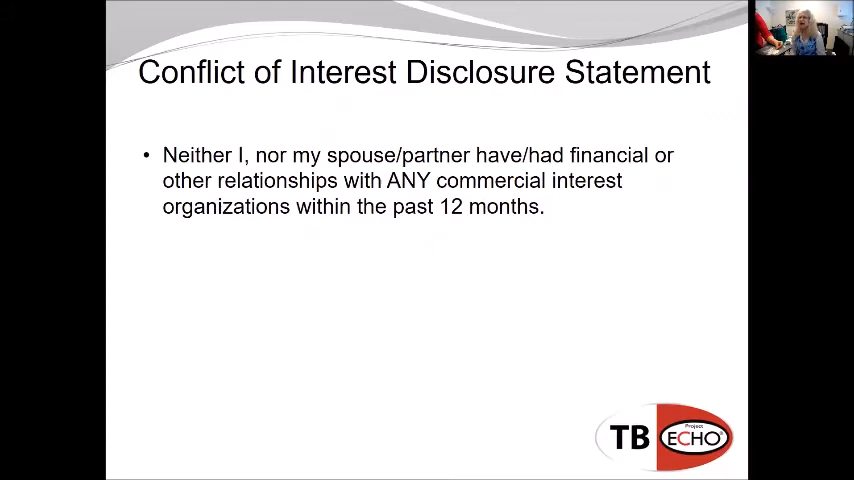 Conflict of Interest Disclosure Statement
• Neither I, nor my spouse/partner have/had financial or
other relationships with ANY commercial interest
organizations within the past 12 months.
TB
Project
ECHO®